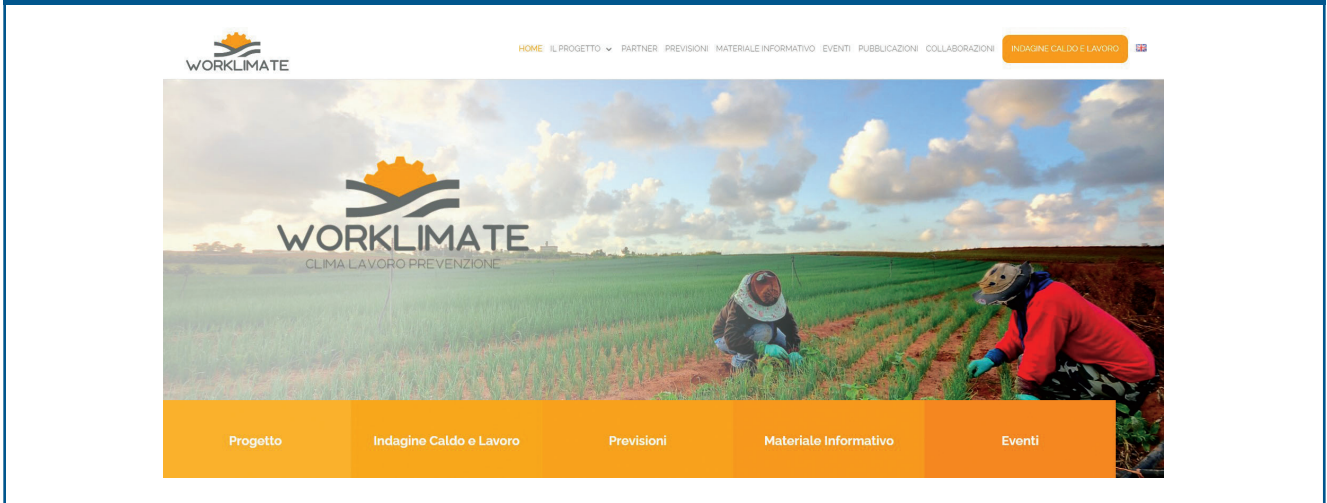 WORKLIMATE
HOME IL PROGETTO PARTNER PREVISIONI MATERIALE INFORMATIVO EVENTI PUBBLICAZIONI COLLABORAZIONI INDAGINE CALDO E LAVORO
WORKLIMATE
CLIMA LAVORO PREVENZIONE
Progetto Indagine Caldo e Lavoro Previsioni Materiale Informativo Eventi